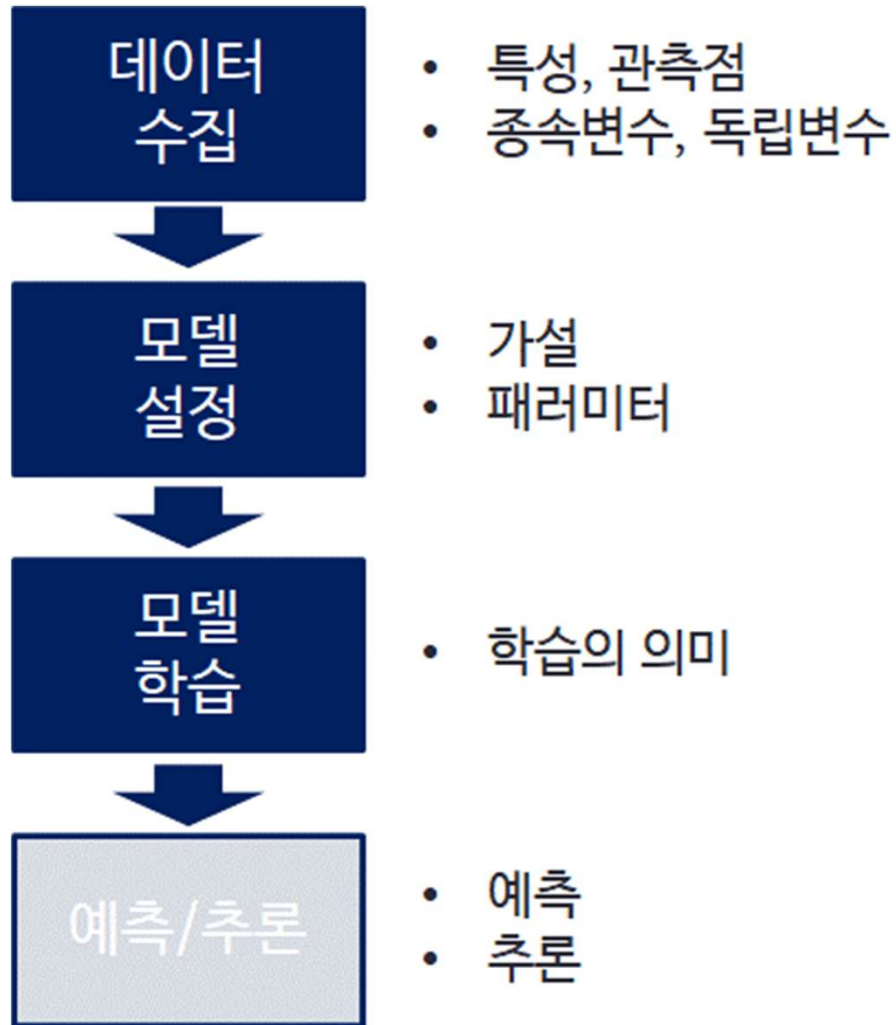 데이터
수집
• 특성, 관측점
• 종속변수, 독립변수
모델
설정
• 가설
• 패러미터
모델
학습
• 학습의 의미
예측/추론
• 예측
• 추론